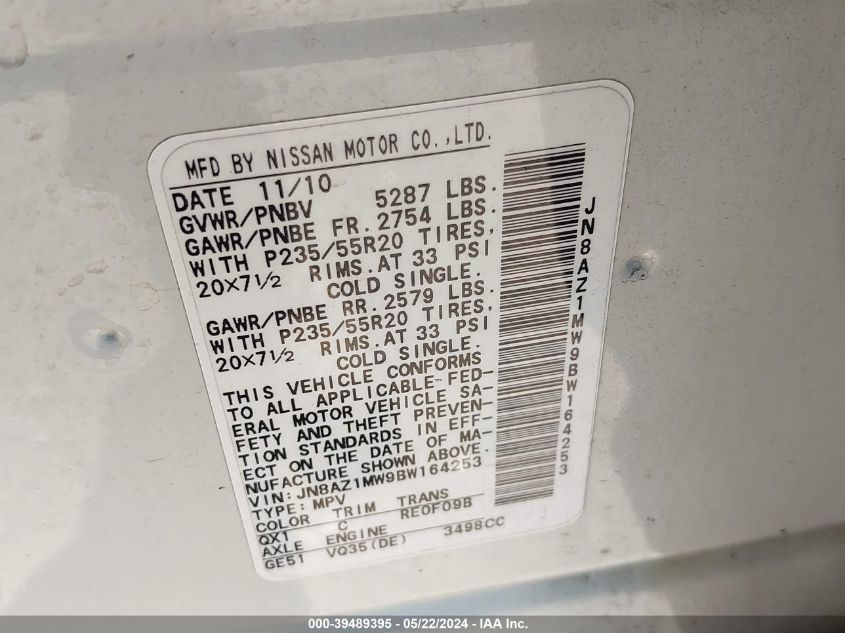 MFD BY NISSAN MOTOR CO.,LTD.
DATE 11/10
GVWR/PNBV 5287 LBS.
GAWR/PNBE FR. 2754 LBS.
WITH P235/55R20 TIRES,
20X7½ RIMS.AT 33 PSI
COLD SINGLE.
GAWR/PNBE RR. 2579 LBS.
WITH P235/55R20 TIRES,
20X7½ RIMS.AT 33 PSI
COLD SINGLE.
THIS VEHICLE CONFORMS
TO ALL APPLICABLE FED-
ERAL MOTOR VEHICLE SA-
FETY AND THEFT PREVEN-
TION STANDARDS IN EFF-
ECT ON THE DATE OF MA-
NUFACTURE SHOWN ABOVE.
VIN:JN8AZ1MW9BW164253
TYPE:MPV
COLOR TRIM TRANS
QX1 C RE0F09B
AXLE ENGINE
GE51 VQ35(DE) 3498CC
JN8AZ1MW9BW164253
000-39489395 - 05/22/2024 - IAA Inc.